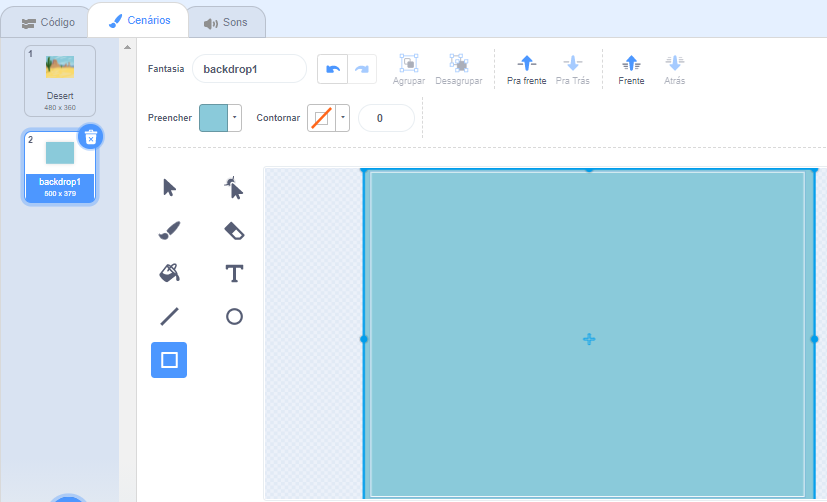 Código
Cenários
Sons
1
Desert
480 x 360
2
backdrop1
500 x 379
Fantasia
backdrop1
Agrupar
Desagrupar
Pra frente
Pra Trás
Frente
Atrás
Preencher
Contornar
0
T